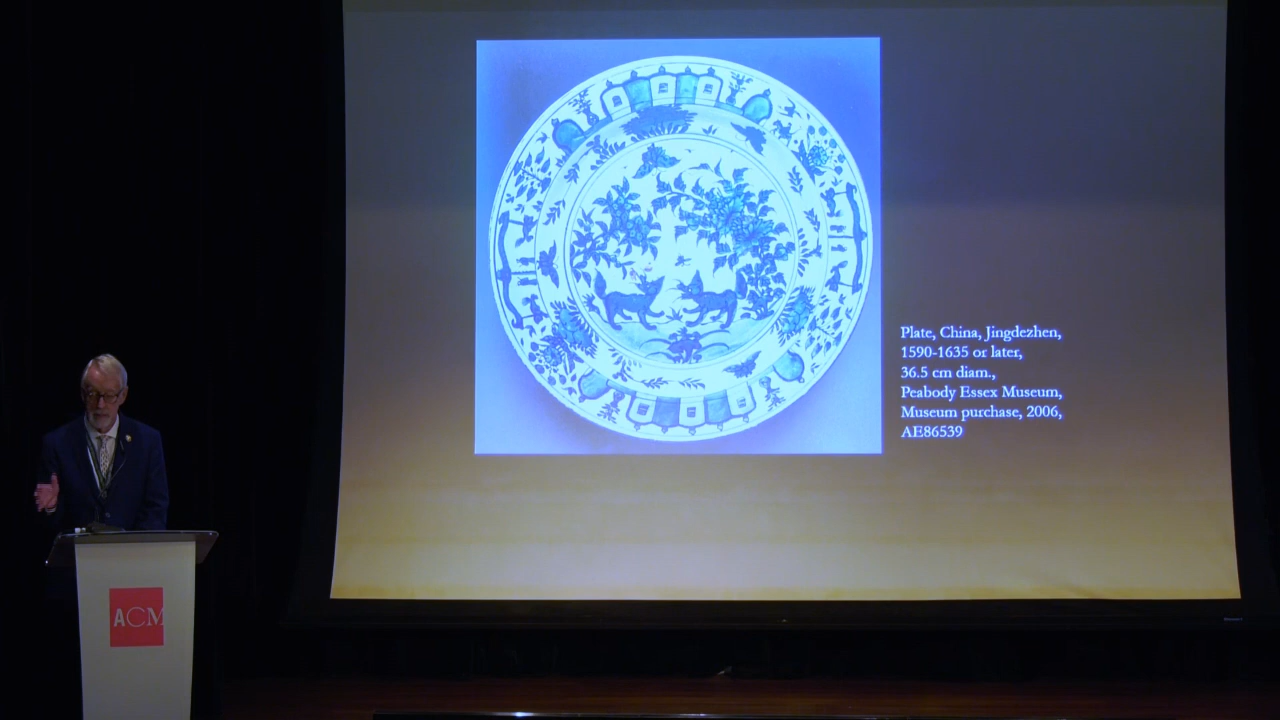 Plate, China, Jingdezhen,
1590-1635 or later,
36.5 cm diam.,
Peabody Essex Museum,
Museum purchase, 2006,
AE86539
ACM